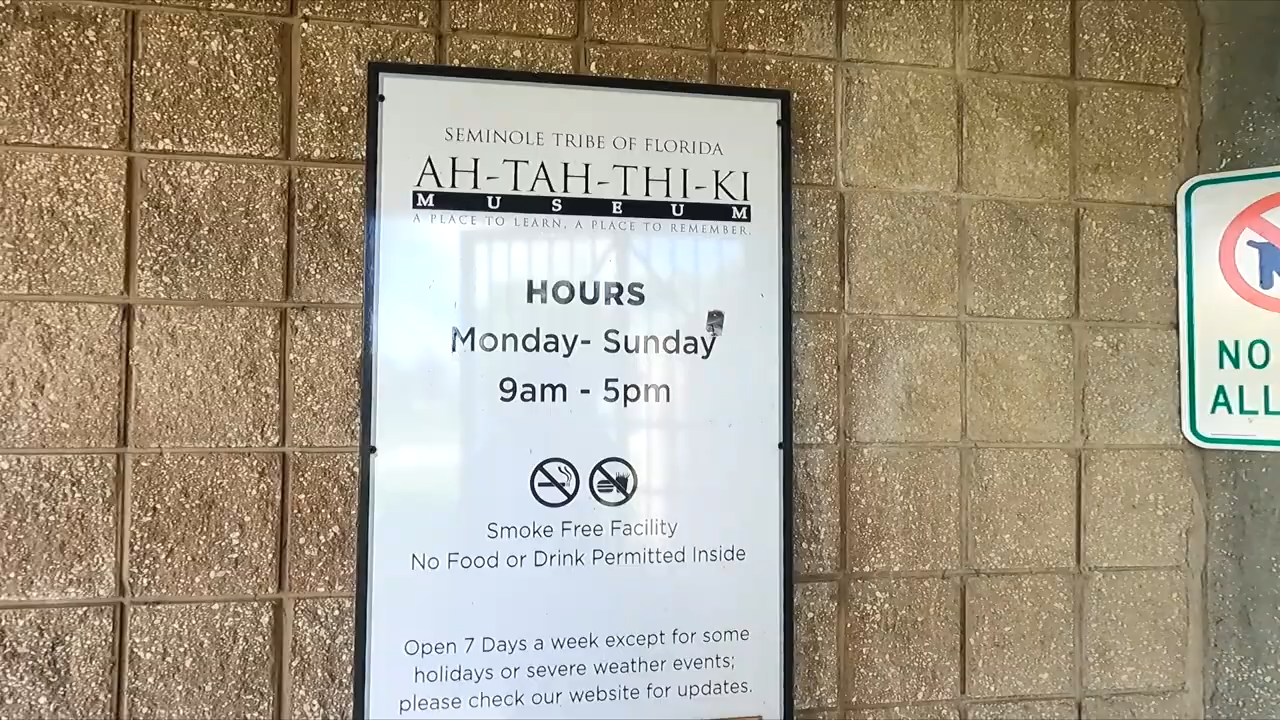 SEMINOLE TRIBE OF FLORIDA
AH-TAH-THI-KI
MUSEUM
A PLACE TO LEARN, A PLACE TO REMEMBER.
HOURS
Monday- Sunday
9am - 5pm
Smoke Free Facility
No Food or Drink Permitted Inside
Open 7 Days a week except for some
holidays or severe weather events;
please check our website for updates.
NO
ALL